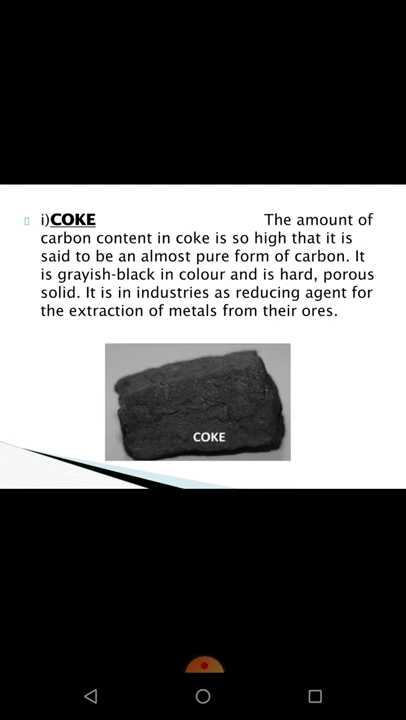 i)COKE The amount of
carbon content in coke is so high that it is
said to be an almost pure form of carbon. It
is grayish-black in colour and is hard, porous
solid. It is in industries as reducing agent for
the extraction of metals from their ores.
COKE